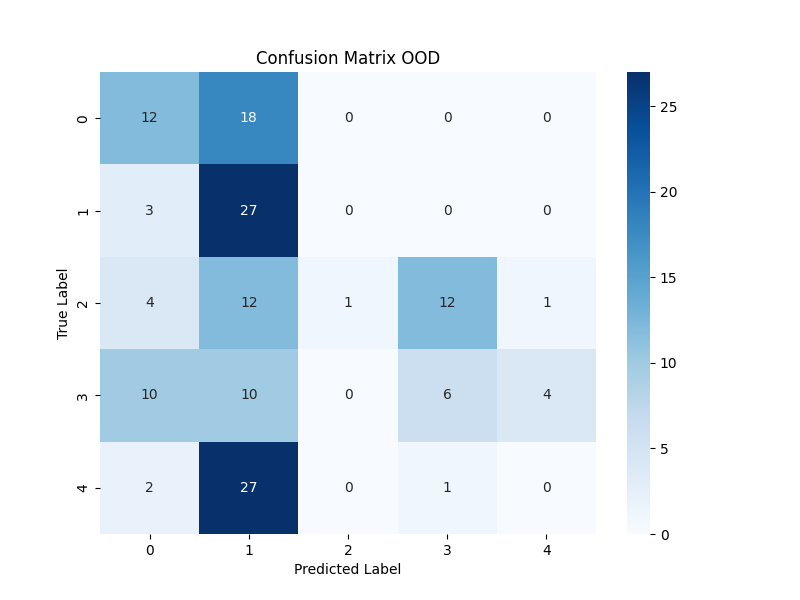 Confusion Matrix OOD
0 12 18 0 0 0
1 3 27 0 0 0
2 4 12 1 12 1
3 10 10 0 6 4
4 2 27 0 1 0
0 1 2 3 4
Predicted Label
True Label
25
20
15
10
5
0